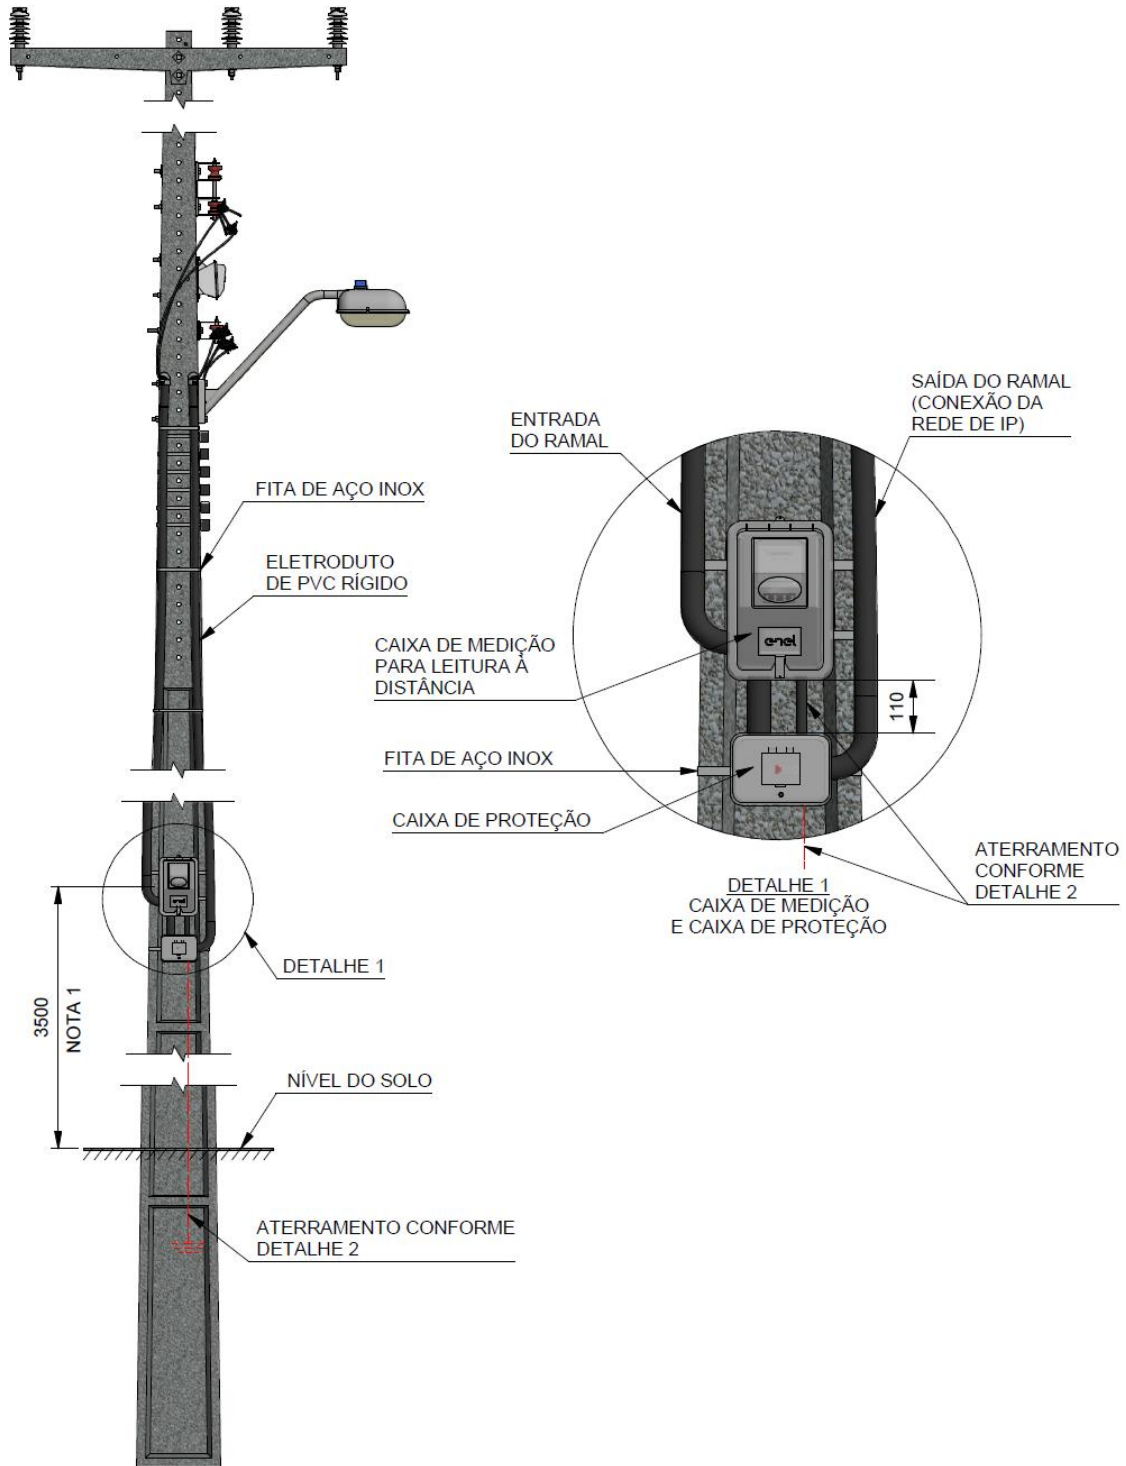 FITA DE AÇO INOX
ELETRODUTO
DE PVC RÍGIDO
3500
NOTA 1
DETALHE 1
NÍVEL DO SOLO
ATERRAMENTO CONFORME
DETALHE 2
ENTRADA
DO RAMAL
SAÍDA DO RAMAL
(CONEXÃO DA
REDE DE IP)
CAIXA DE MEDIÇÃO
PARA LEITURA À
DISTÂNCIA
enel
110
FITA DE AÇO INOX
CAIXA DE PROTEÇÃO
ATERRAMENTO
CONFORME
DETALHE 2
DETALHE 1
CAIXA DE MEDIÇÃO
E CAIXA DE PROTEÇÃO